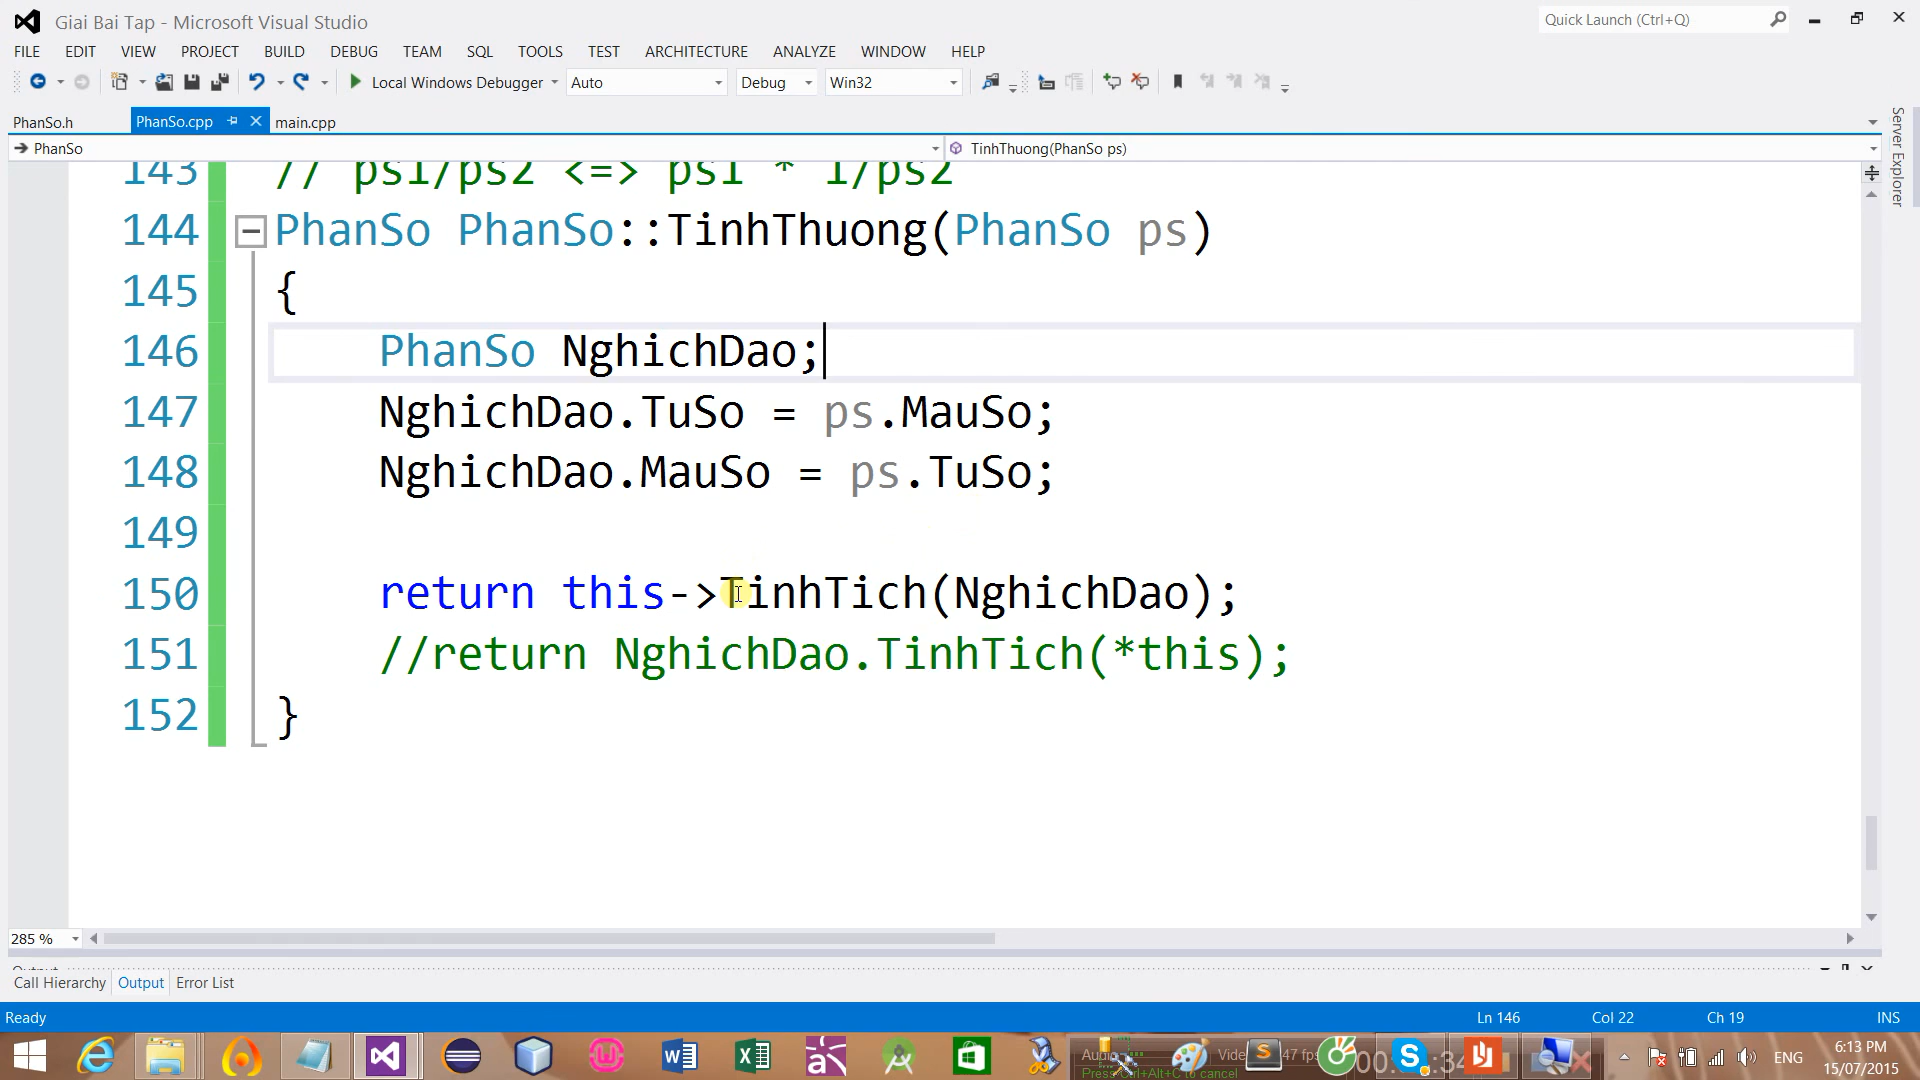 Giai Bai Tap - Microsoft Visual Studio
Quick Launch (Ctrl+Q)
FILE EDIT VIEW PROJECT BUILD DEBUG TEAM SQL TOOLS TEST ARCHITECTURE ANALYZE WINDOW HELP
Local Windows Debugger Auto Debug Win32
PhanSo.h PhanSo.cpp main.cpp
Server Explorer
PhanSo TinhThuong(PhanSo ps)
143 // ps1/ps2 <=> ps1 * 1/ps2
144 PhanSo PhanSo::TinhThuong(PhanSo ps)
145 {
146 PhanSo NghichDao;
147 NghichDao.TuSo = ps.MauSo;
148 NghichDao.MauSo = ps.TuSo;
149
150 return this->TinhTich(NghichDao);
151 //return NghichDao.TinhTich(*this);
152 }
285 %
Output
Call Hierarchy Output Error List
Ready Ln 146 Col 22 Ch 19 INS
ENG
6:13 PM
15/07/2015